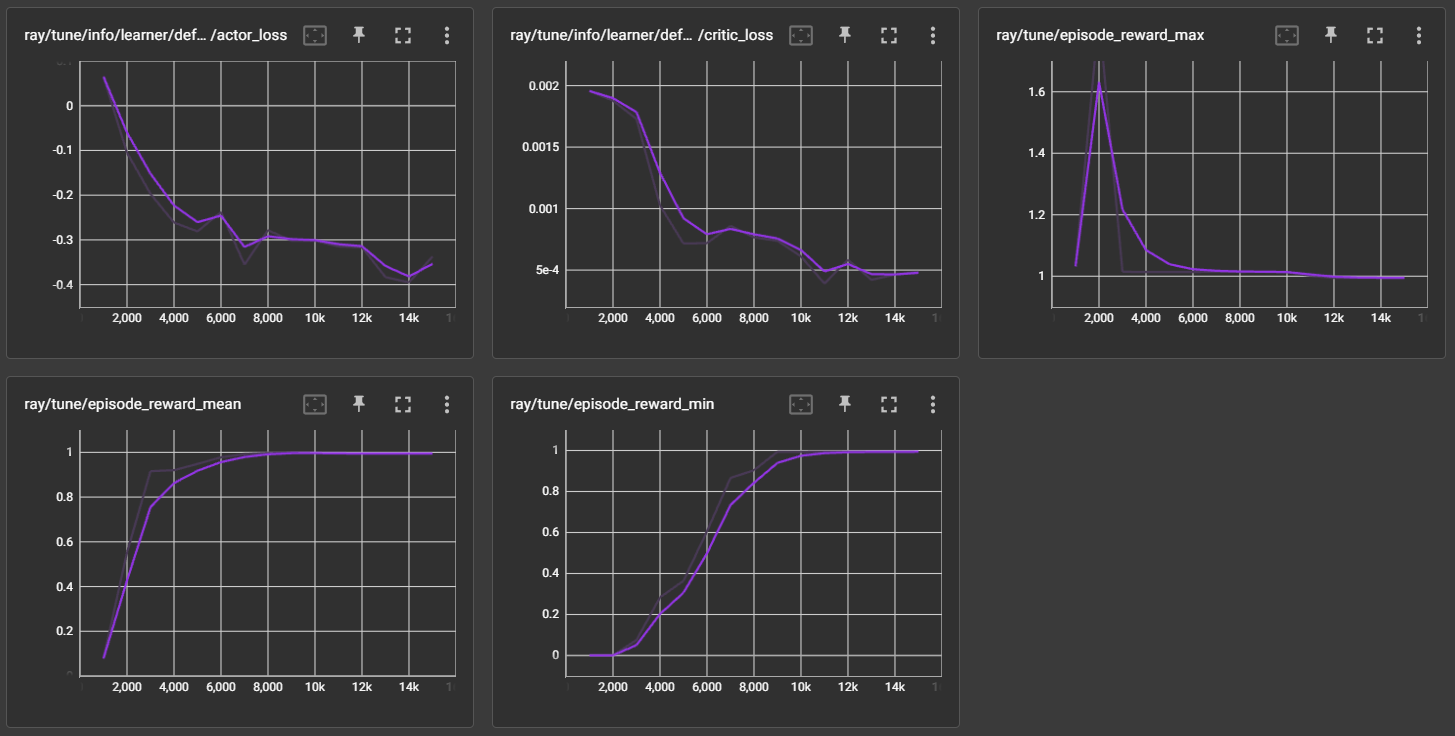 ray/tune/info/learner/def... /actor_loss
0
-0.1
-0.2
-0.3
-0.4
2,000 4,000 6,000 8,000 10k 12k 14k
ray/tune/info/learner/def... /critic_loss
0.002
0.0015
0.001
5e-4
2,000 4,000 6,000 8,000 10k 12k 14k
ray/tune/episode_reward_max
1.6
1.4
1.2
1
2,000 4,000 6,000 8,000 10k 12k 14k
ray/tune/episode_reward_mean
1
0.8
0.6
0.4
0.2
2,000 4,000 6,000 8,000 10k 12k 14k
ray/tune/episode_reward_min
1
0.8
0.6
0.4
0.2
0
2,000 4,000 6,000 8,000 10k 12k 14k